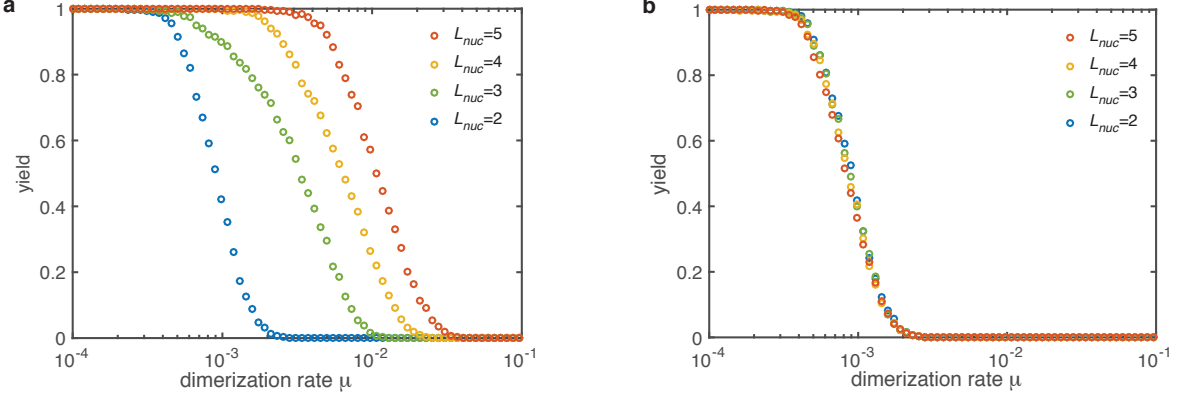 a
yield
1
0.8
0.6
0.4
0.2
0
10^-4
10^-3
10^-2
10^-1
dimerization rate μ
L_nuc=5
L_nuc=4
L_nuc=3
L_nuc=2
b
yield
1
0.8
0.6
0.4
0.2
0
10^-4
10^-3
10^-2
10^-1
dimerization rate μ
L_nuc=5
L_nuc=4
L_nuc=3
L_nuc=2